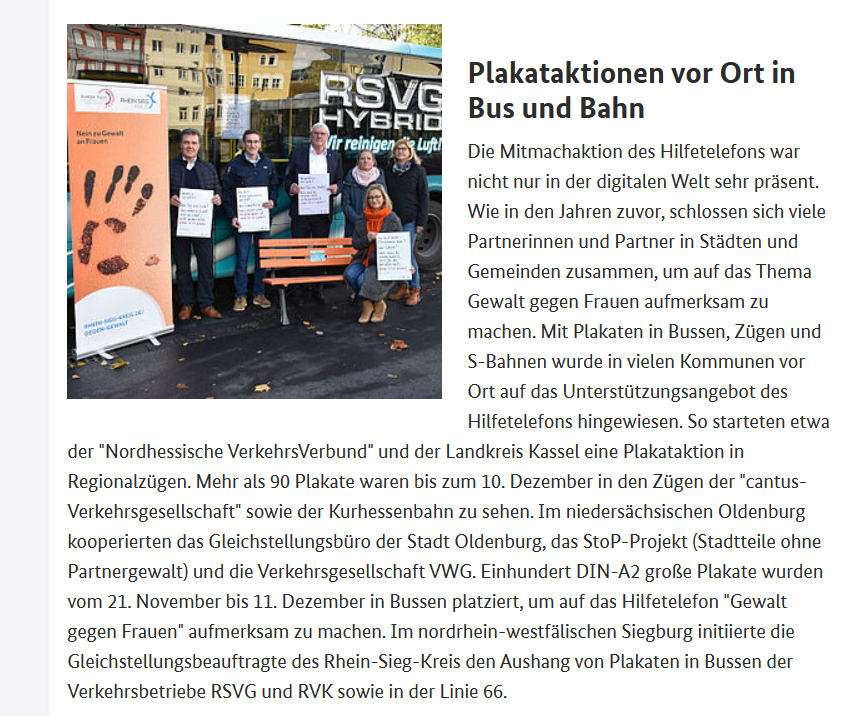 RSVG
HYBRID
Wir reinigen die Luft!
RHEIN-SIEG
Nein zu Gewalt
an Frauen
RHEIN-SIEG-KREIS.DE/
GEGEN-GEWALT
Plakataktionen vor Ort in
Bus und Bahn
Die Mitmachaktion des Hilfetelefons war
nicht nur in der digitalen Welt sehr präsent.
Wie in den Jahren zuvor, schlossen sich viele
Partnerinnen und Partner in Städten und
Gemeinden zusammen, um auf das Thema
Gewalt gegen Frauen aufmerksam zu
machen. Mit Plakaten in Bussen, Zügen und
S-Bahnen wurde in vielen Kommunen vor
Ort auf das Unterstützungsangebot des
Hilfetelefons hingewiesen. So starteten etwa
der "Nordhessische VerkehrsVerbund" und der Landkreis Kassel eine Plakataktion in
Regionalzügen. Mehr als 90 Plakate waren bis zum 10. Dezember in den Zügen der "cantus-
Verkehrsgesellschaft" sowie der Kurhessenbahn zu sehen. Im niedersächsischen Oldenburg
kooperierten das Gleichstellungsbüro der Stadt Oldenburg, das StoP-Projekt (Stadtteile ohne
Partnergewalt) und die Verkehrsgesellschaft VWG. Einhundert DIN-A2 große Plakate wurden
vom 21. November bis 11. Dezember in Bussen platziert, um auf das Hilfetelefon "Gewalt
gegen Frauen" aufmerksam zu machen. Im nordrhein-westfälischen Siegburg initiierte die
Gleichstellungsbeauftragte des Rhein-Sieg-Kreis den Aushang von Plakaten in Bussen der
Verkehrsbetriebe RSVG und RVK sowie in der Linie 66.